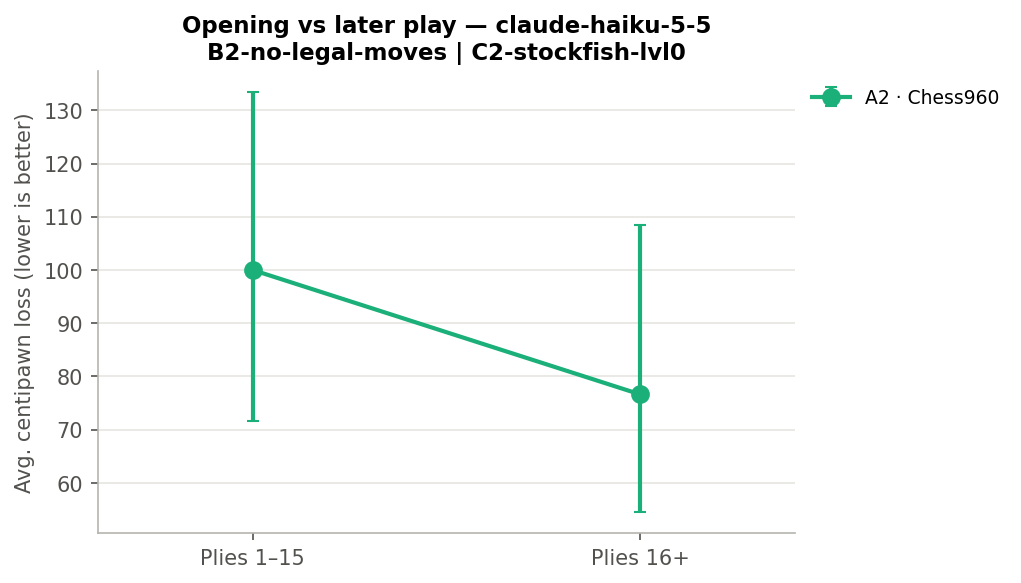 Opening vs later play — claude-haiku-5-5
B2-no-legal-moves | C2-stockfish-lvl0
Avg. centipawn loss (lower is better)
130
120
110
100
90
80
70
60
Plies 1–15
Plies 16+
A2 · Chess960